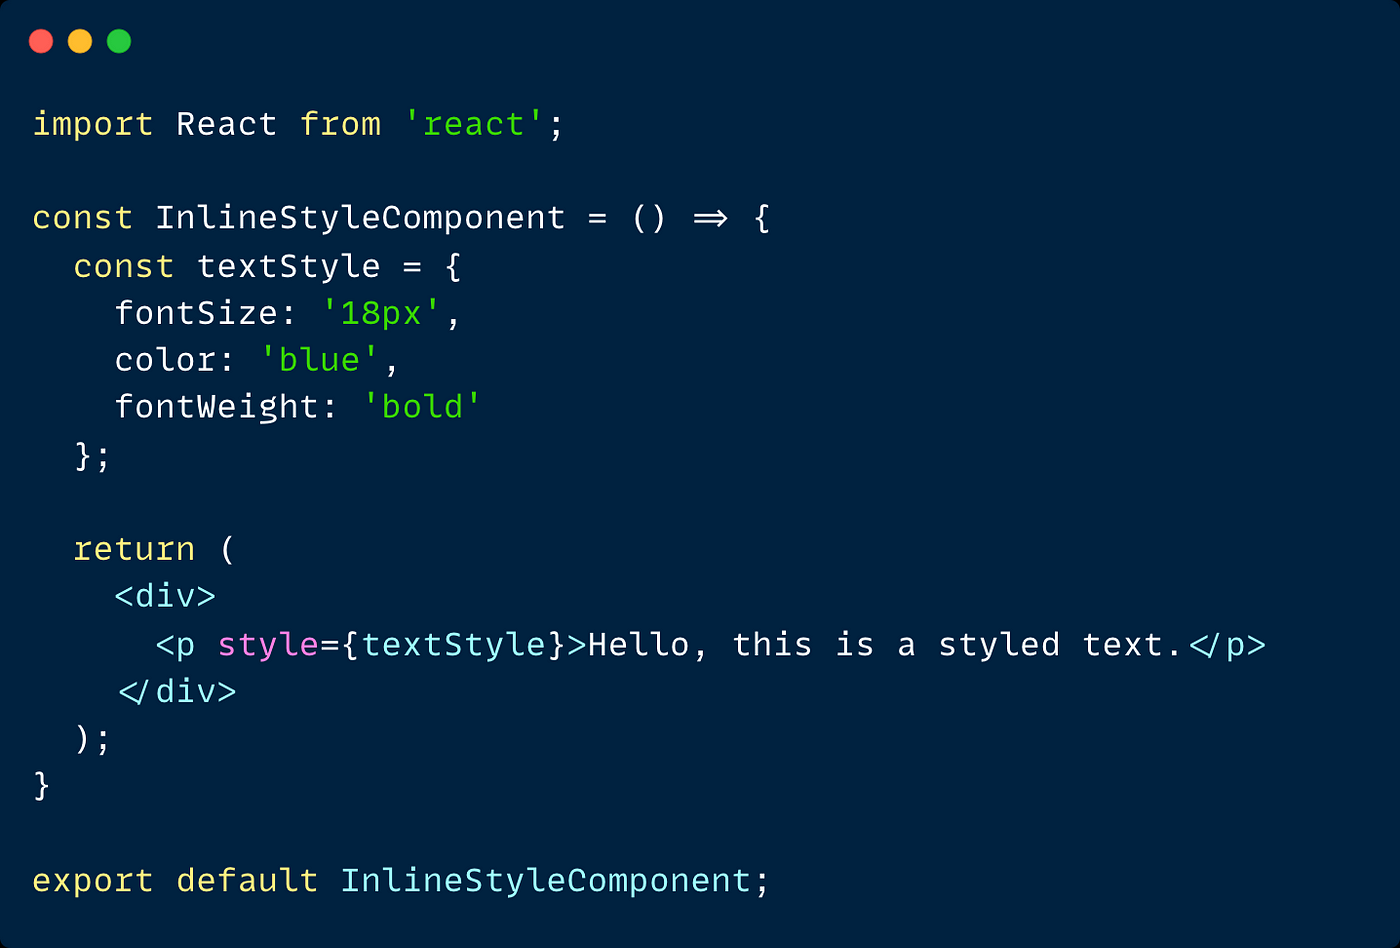 import React from 'react';
const InlineStyleComponent = () => {
const textStyle = {
fontSize: '18px',
color: 'blue',
fontWeight: 'bold'
};
return (
<div>
<p style={textStyle}>Hello, this is a styled text.</p>
</div>
);
}
export default InlineStyleComponent;